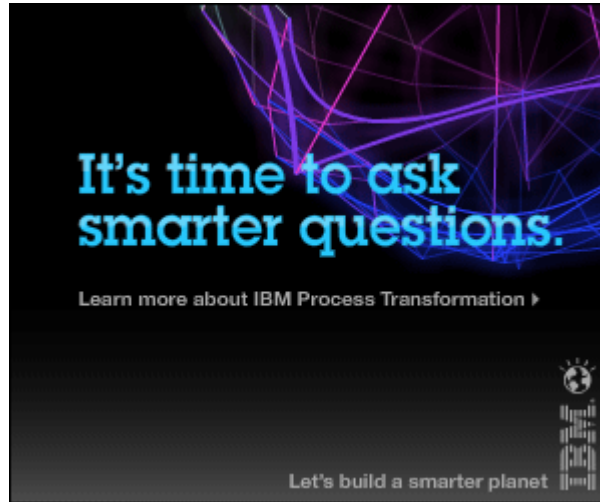 It's time to ask
smarter questions.
Learn more about IBM Process Transformation
Let's build a smarter planet
IBM